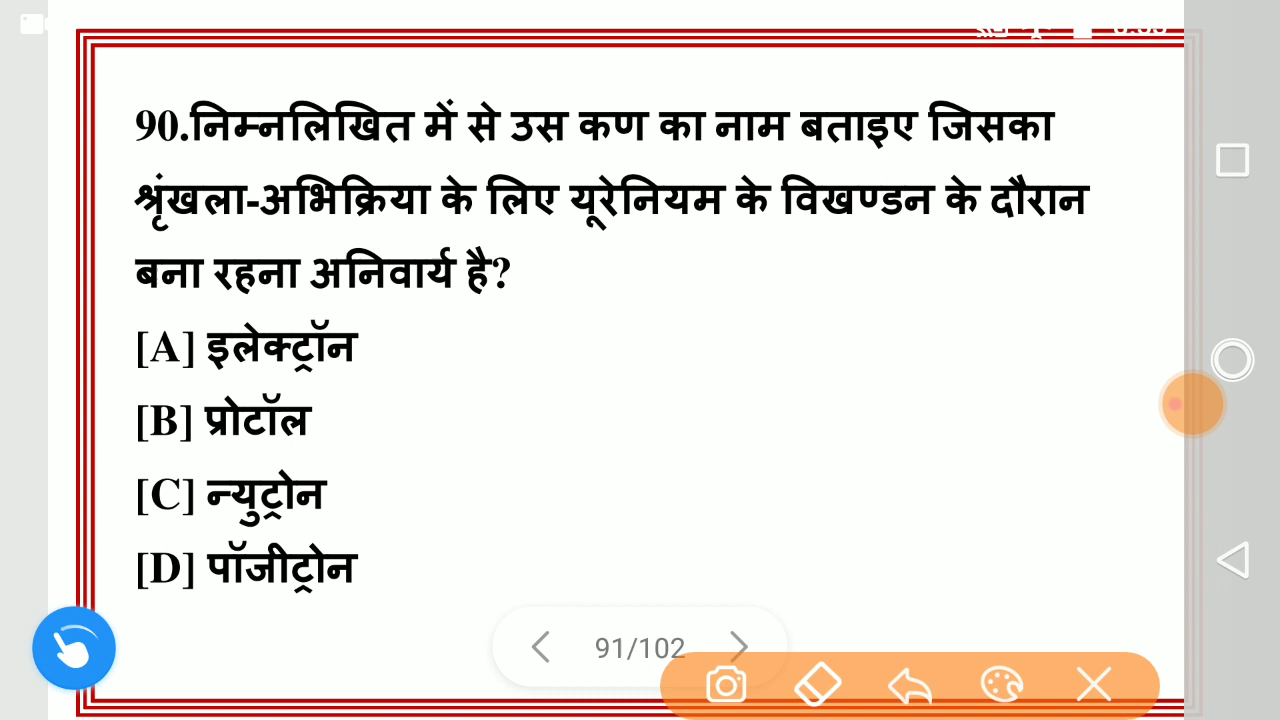 90.निम्नलिखित में से उस कण का नाम बताइए जिसका
श्रृंखला-अभिक्रिया के लिए यूरेनियम के विखण्डन के दौरान
बना रहना अनिवार्य है?
[A] इलेक्ट्रॉन
[B] प्रोटॉल
[C] न्युट्रोन
[D] पॉजीट्रोन
91/102